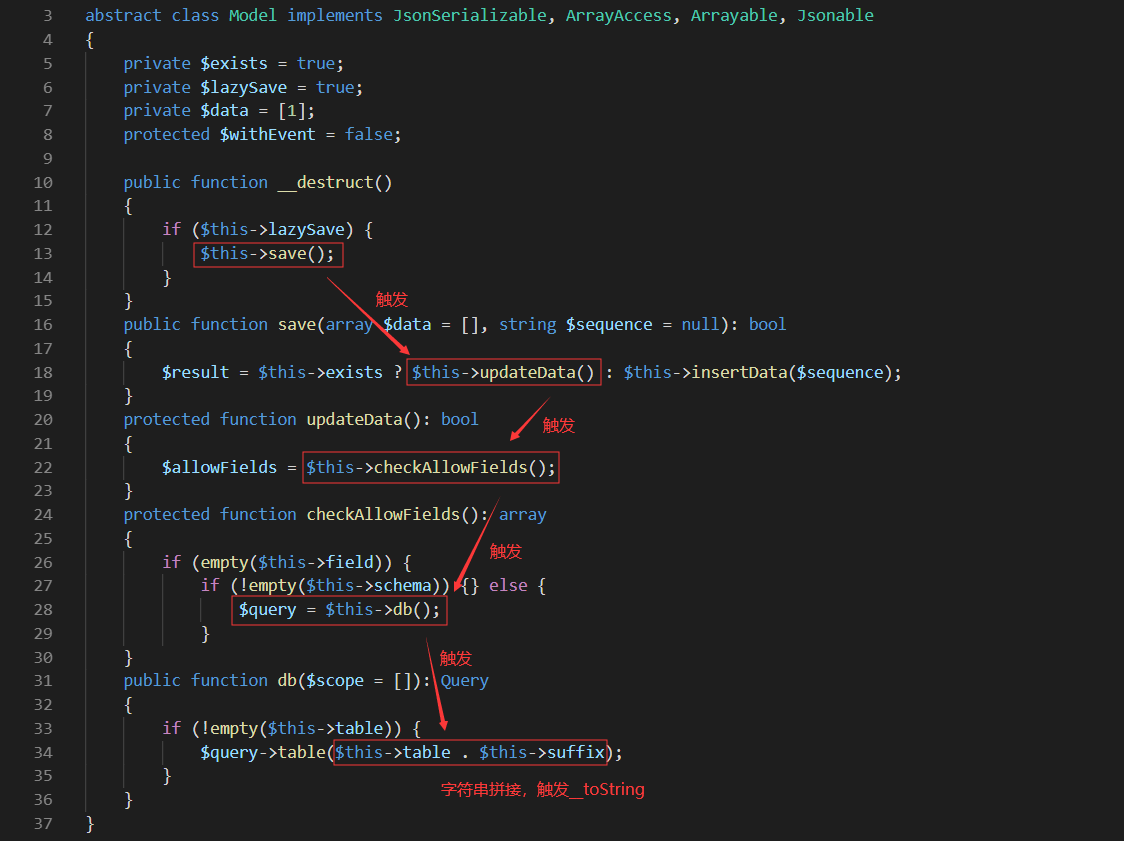 3 abstract class Model implements JsonSerializable, ArrayAccess, Arrayable, Jsonable
4 {
5     private $exists = true;
6     private $lazySave = true;
7     private $data = [1];
8     protected $withEvent = false;
9
10     public function __destruct()
11     {
12         if ($this->lazySave) {
13             $this->save();
14         }
触发
15     }
16     public function save(array $data = [], string $sequence = null): bool
17     {
18         $result = $this->exists ? $this->updateData() : $this->insertData($sequence);
19     }
20     protected function updateData(): bool
触发
21     {
22         $allowFields = $this->checkAllowFields();
23     }
24     protected function checkAllowFields(): array
25     {
触发
26         if (empty($this->field)) {
27             if (!empty($this->schema)) {} else {
28                 $query = $this->db();
29             }
30     }
触发
31     public function db($scope = []): Query
32     {
33         if (!empty($this->table)) {
34             $query->table($this->table . $this->suffix);
35         }
字符串拼接，触发__toString
36     }
37 }